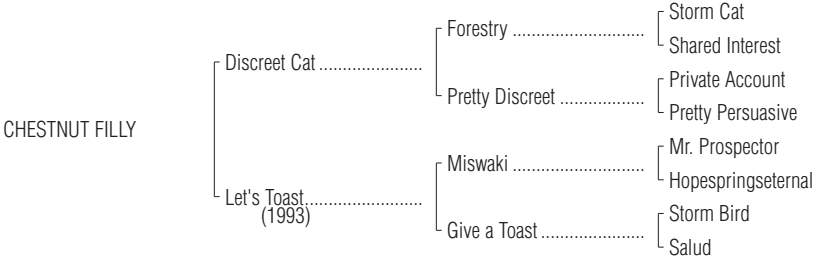 Storm Cat
Forestry ............................
Shared Interest
Discreet Cat ......................
Private Account
Pretty Discreet ..................
Pretty Persuasive
CHESTNUT FILLY
Mr. Prospector
Miswaki ............................
Hopespringseternal
Let's Toast.........................
(1993)
Storm Bird
Give a Toast ......................
Salud